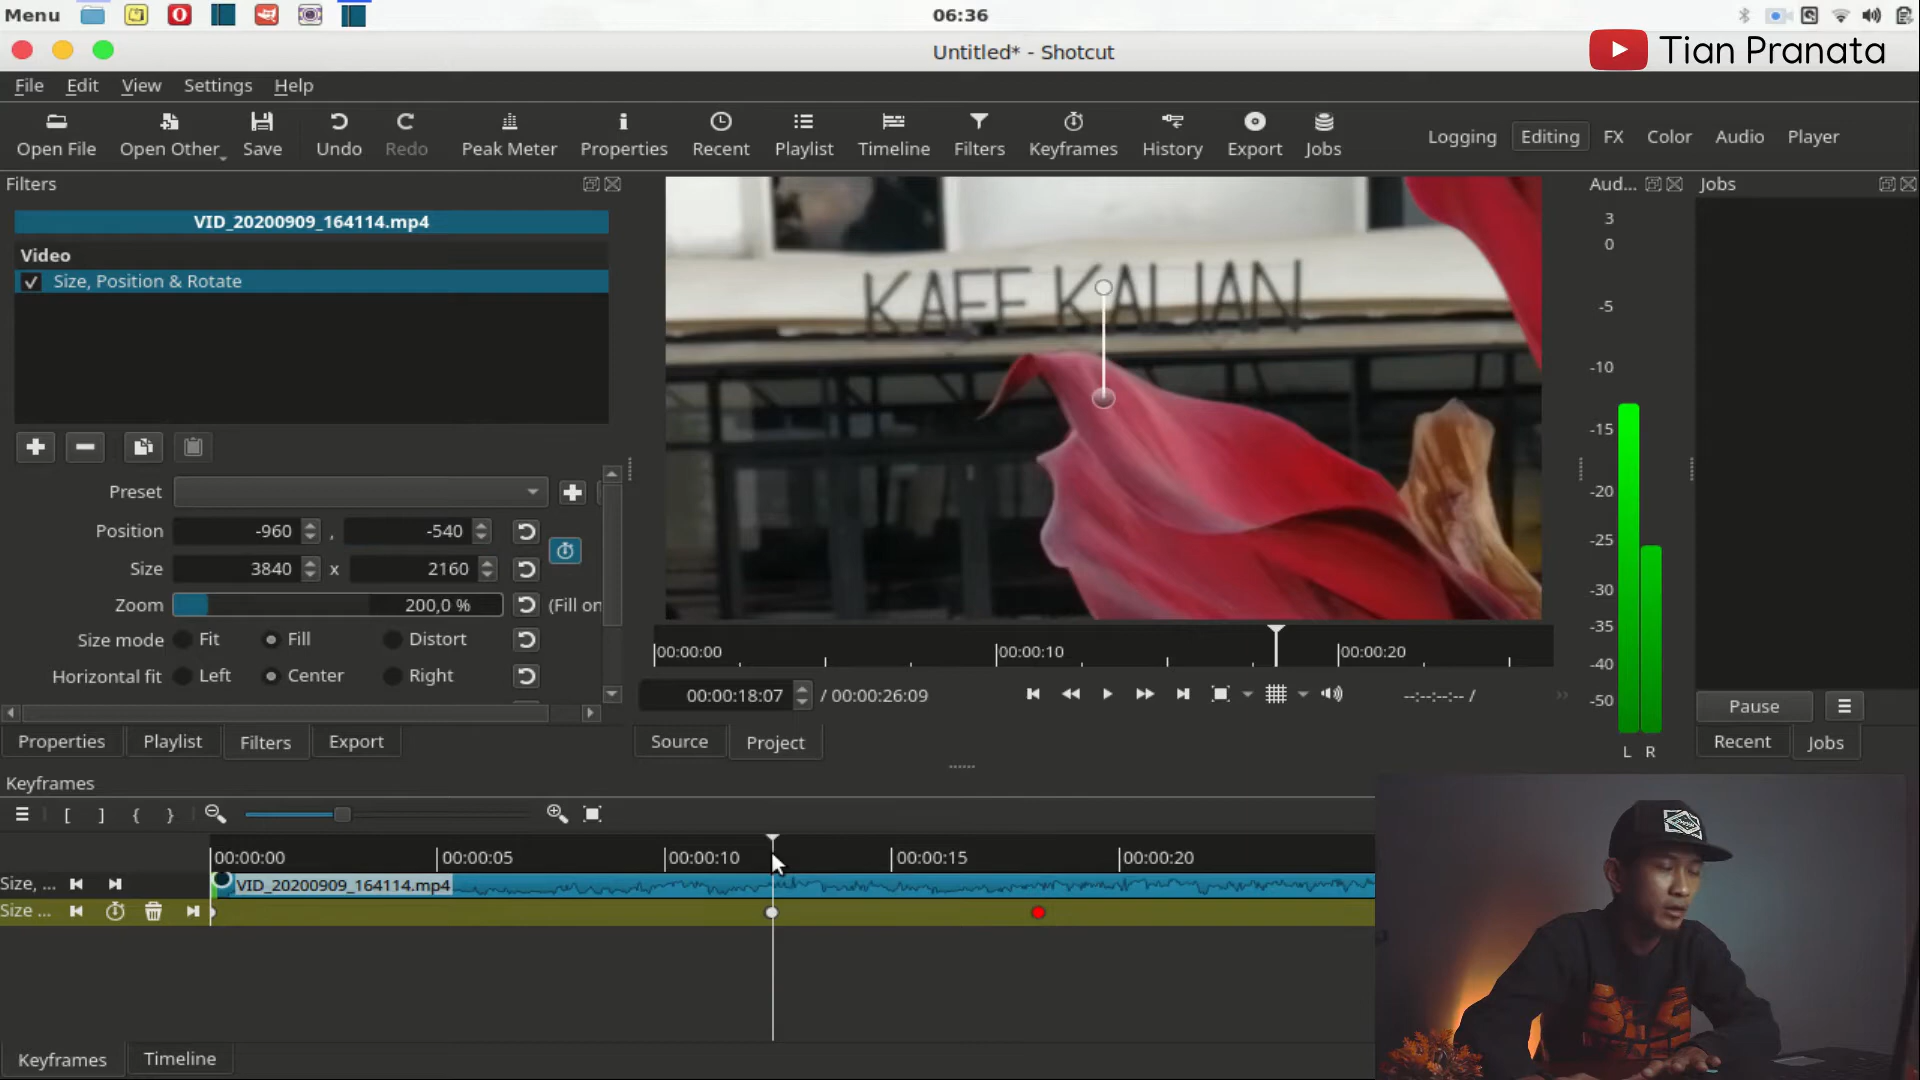 Menu
06:36
Untitled* - Shotcut
Tian Pranata
File Edit View Settings Help
Open File Open Other Save Undo Redo Peak Meter Properties Recent Playlist Timeline Filters Keyframes History Export Jobs
Logging Editing FX Color Audio Player
Filters
VID_20200909_164114.mp4
Video
Size, Position & Rotate
Preset
Position -960 , -540
Size 3840 x 2160
Zoom 200,0 % (Fill on
Size mode Fit Fill Distort
Horizontal fit Left Center Right
Properties Playlist Filters Export
KAFE KALIAN
00:00:00 00:00:10 00:00:20
00:00:18:07 / 00:00:26:09
--:--:--:-- /
Source Project
Aud...
3
0
-5
-10
-15
-20
-25
-30
-35
-40
-50
L R
Jobs
Pause
Recent Jobs
Keyframes
[ ] { }
00:00:00 00:00:05 00:00:10 00:00:15 00:00:20
Size, ...
VID_20200909_164114.mp4
Size ...
Keyframes Timeline